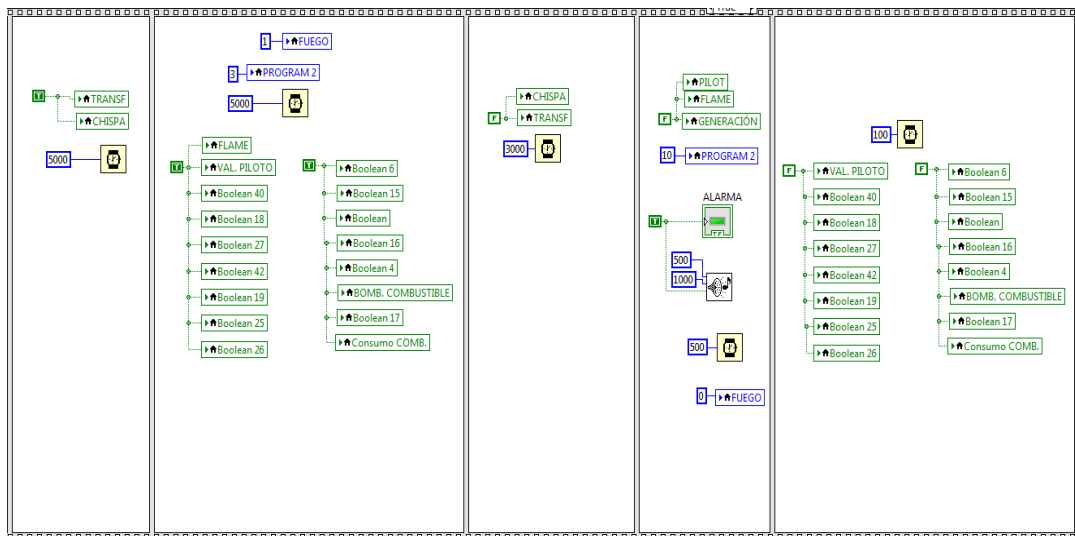 T
TRANSF
CHISPA
5000
1
FUEGO
3
PROGRAM 2
5000
FLAME
T
VAL. PILOTO
Boolean 40
Boolean 18
Boolean 27
Boolean 42
Boolean 19
Boolean 25
Boolean 26
T
Boolean 6
Boolean 15
Boolean
Boolean 16
Boolean 4
BOMB. COMBUSTIBLE
Boolean 17
Consumo COMB.
CHISPA
F
TRANSF
3000
True
PILOT
FLAME
F
GENERACIÓN
10
PROGRAM 2
ALARMA
T
TF
500
1000
500
0
FUEGO
100
F
VAL. PILOTO
Boolean 40
Boolean 18
Boolean 27
Boolean 42
Boolean 19
Boolean 25
Boolean 26
F
Boolean 6
Boolean 15
Boolean
Boolean 16
Boolean 4
BOMB. COMBUSTIBLE
Boolean 17
Consumo COMB.